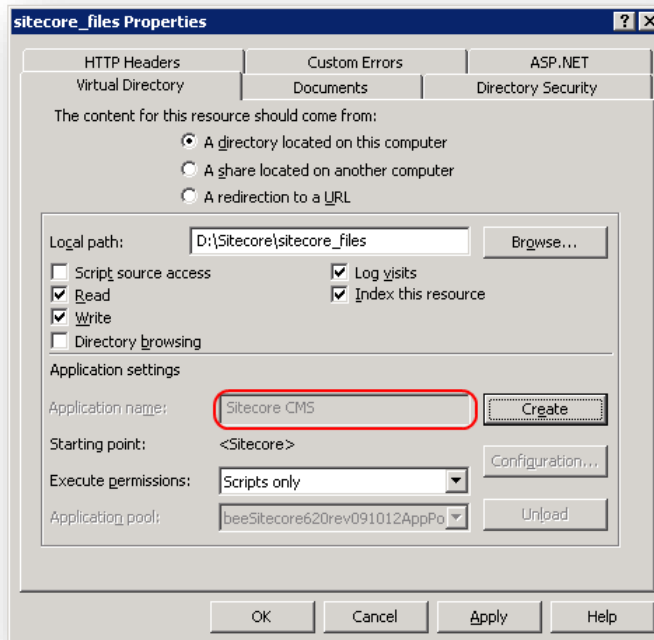 sitecore_files Properties
HTTP Headers
Custom Errors
ASP.NET
Virtual Directory
Documents
Directory Security
The content for this resource should come from:
A directory located on this computer
A share located on another computer
A redirection to a URL
Local path:
D:\Sitecore\sitecore_files
Browse...
Script source access
Log visits
Read
Index this resource
Write
Directory browsing
Application settings
Application name:
Sitecore CMS
Create
Starting point:
<Sitecore>
Configuration...
Execute permissions:
Scripts only
Application pool:
beeSitecore620rev091012AppPo
Unload
OK
Cancel
Apply
Help